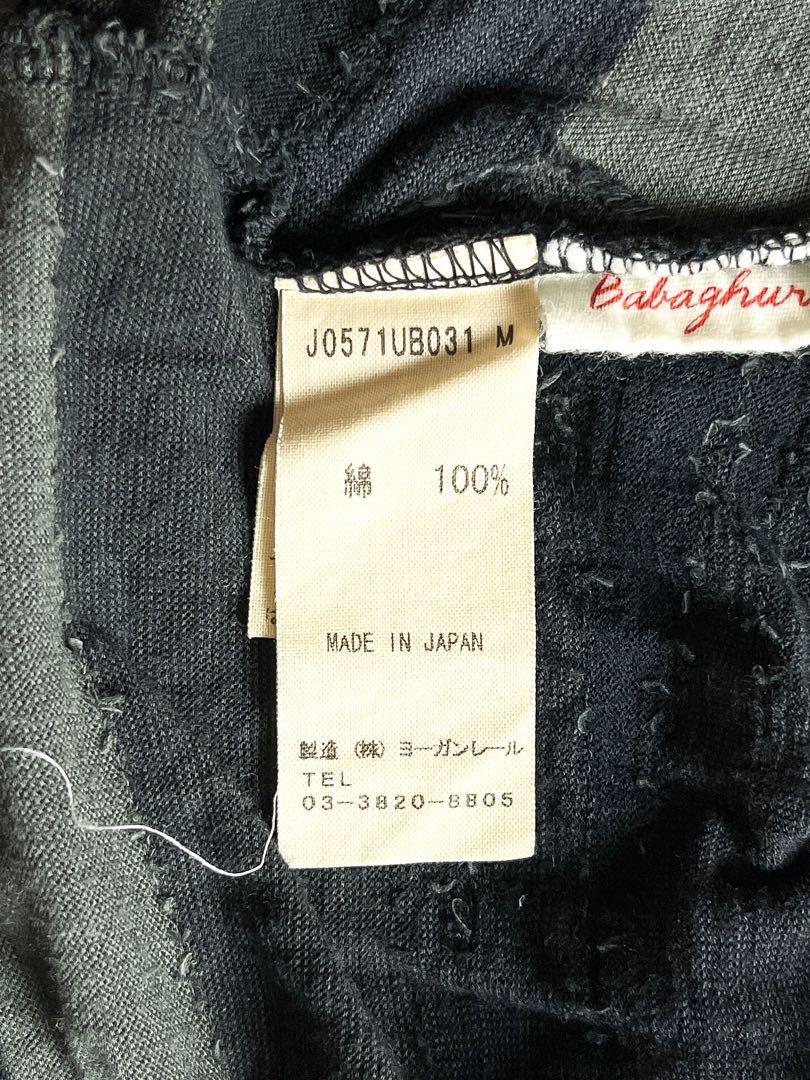 Babaghur
J0571UB031 M
綿 100%
MADE IN JAPAN
製造 (株) ヨーガンレール
TEL
03-3820-8805